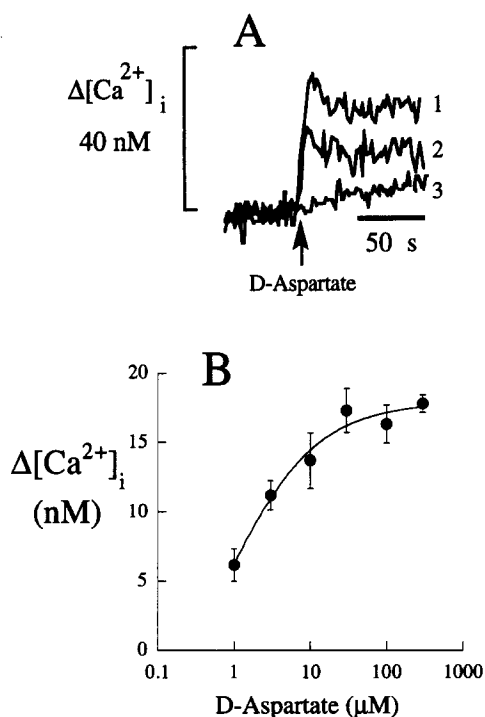 A
Δ[Ca²⁺]ᵢ
40 nM
1
2
3
50 s
D-Aspartate
B
20
15
10
5
0
Δ[Ca²⁺]ᵢ
(nM)
0.1 1 10 100 1000
D-Aspartate (μM)